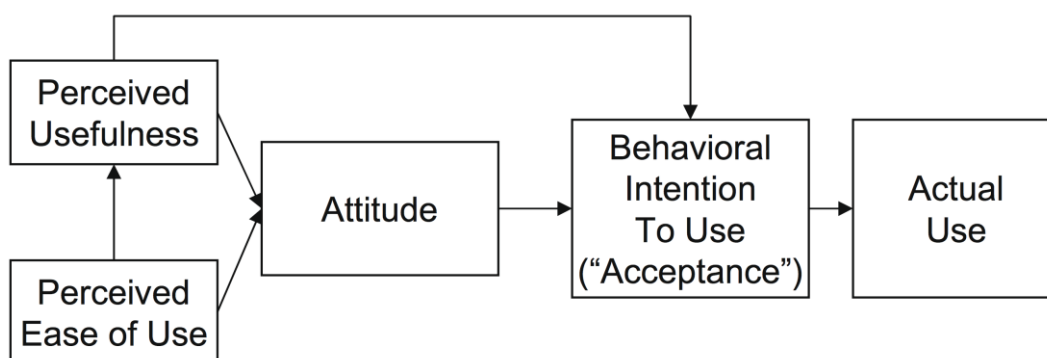 Perceived
Usefulness
Perceived
Ease of Use
Attitude
Behavioral
Intention
To Use
(“Acceptance”)
Actual
Use